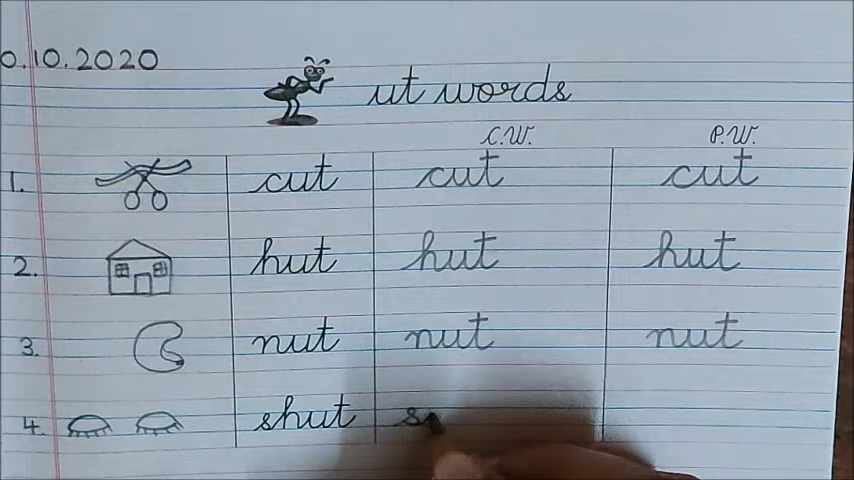 0.10.2020
ut words
C.W. P.W.
1. cut cut cut
2. hut hut hut
3. nut nut nut
4. shut s